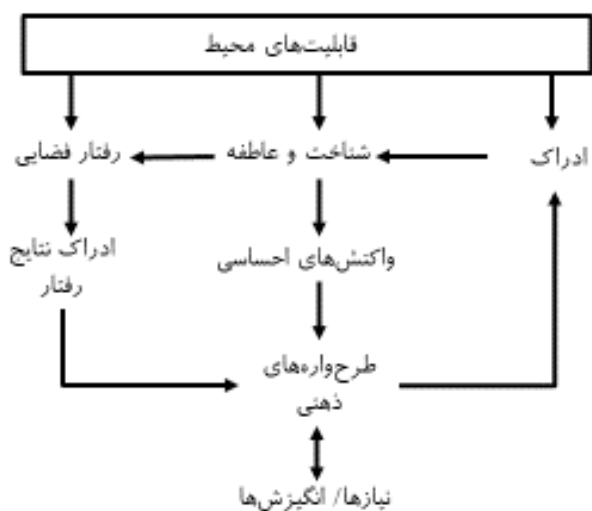 قابلیت‌های محیط
ادراک
شناخت و عاطفه
رفتار فضایی
واکنش‌های احساسی
ادراک نتایج
رفتار
طرح‌واره‌های
ذهنی
نیازها/ انگیزش‌ها